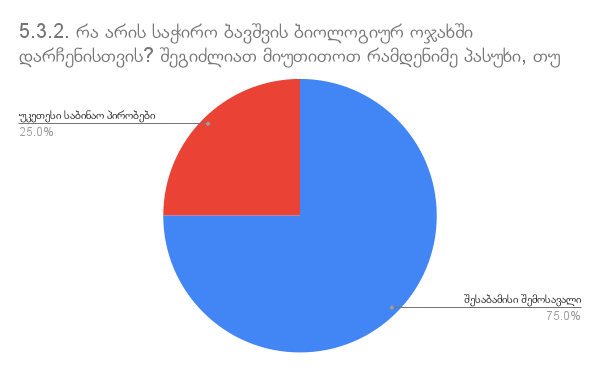 5.3.2. რა არის საჭირო ბავშვის ბიოლოგიურ ოჯახში
დარჩენისთვის? შეგიძლიათ მიუთითოთ რამდენიმე პასუხი, თუ
უკეთესი საბინაო პირობები
25.0%
შესაბამისი შემოსავალი
75.0%